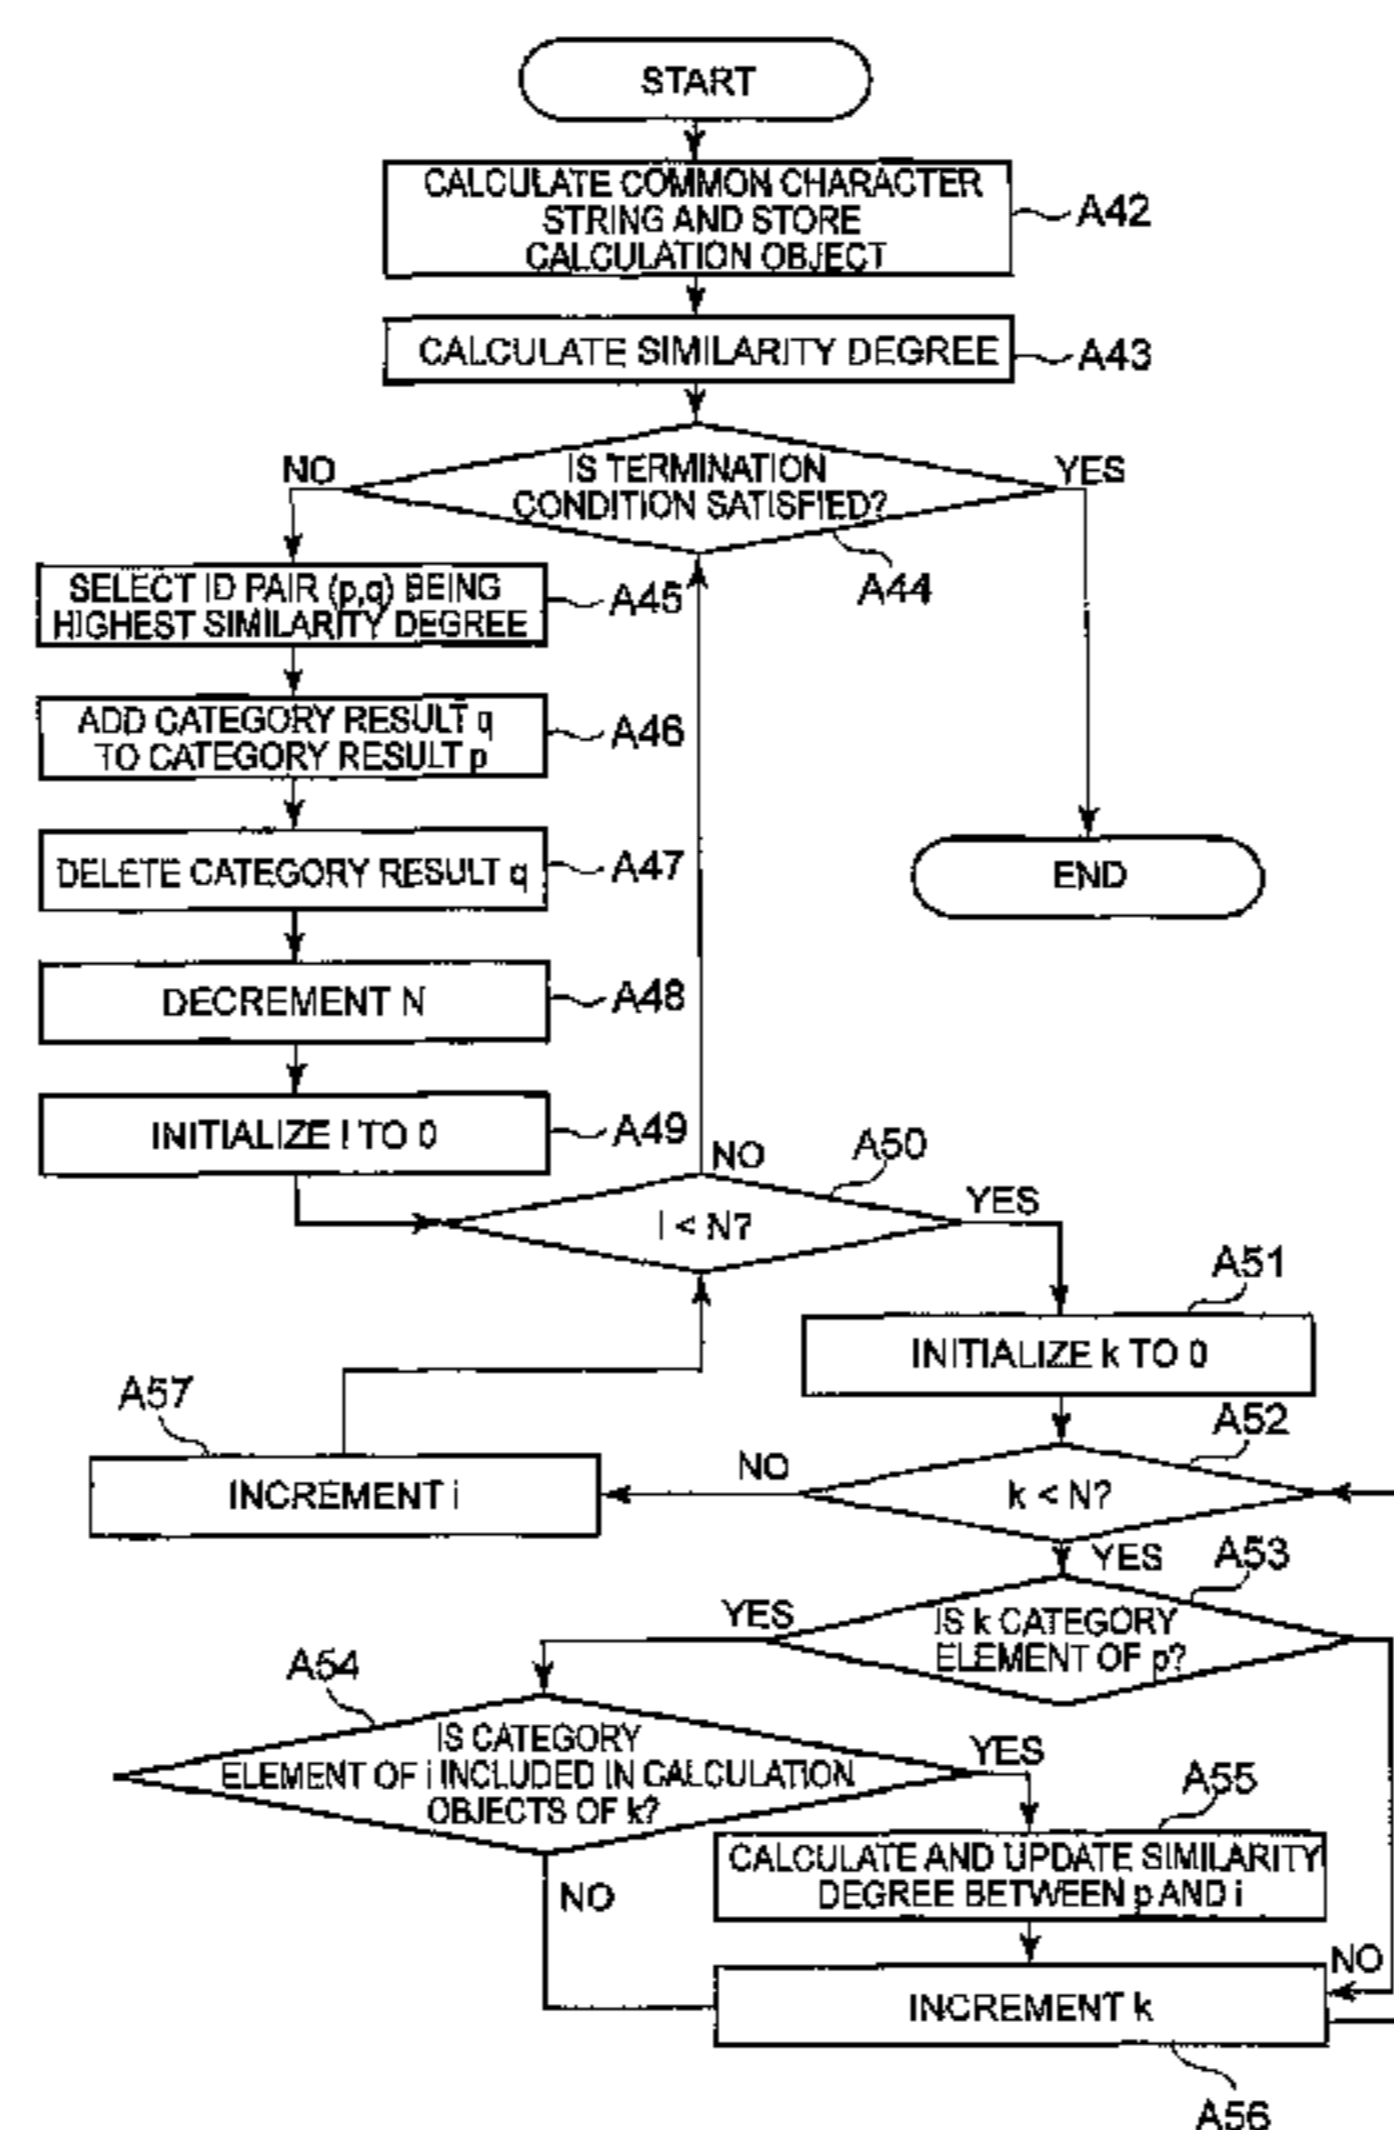 START
CALCULATE COMMON CHARACTER
STRING AND STORE
CALCULATION OBJECT
A42
CALCULATE SIMILARITY DEGREE
A43
NO
IS TERMINATION
CONDITION SATISFIED?
YES
A44
SELECT ID PAIR (p,q) BEING
HIGHEST SIMILARITY DEGREE
A45
ADD CATEGORY RESULT q
TO CATEGORY RESULT p
A46
DELETE CATEGORY RESULT q
A47
END
DECREMENT N
A48
INITIALIZE I TO 0
A49
NO
A50
I < N?
YES
A51
INITIALIZE k TO 0
A57
INCREMENT i
NO
A52
k < N?
YES
A53
YES
IS k CATEGORY
ELEMENT OF p?
A54
IS CATEGORY
ELEMENT OF i INCLUDED IN CALCULATION
OBJECTS OF k?
YES
A55
CALCULATE AND UPDATE SIMILARITY
DEGREE BETWEEN p AND i
NO
NO
INCREMENT k
A56